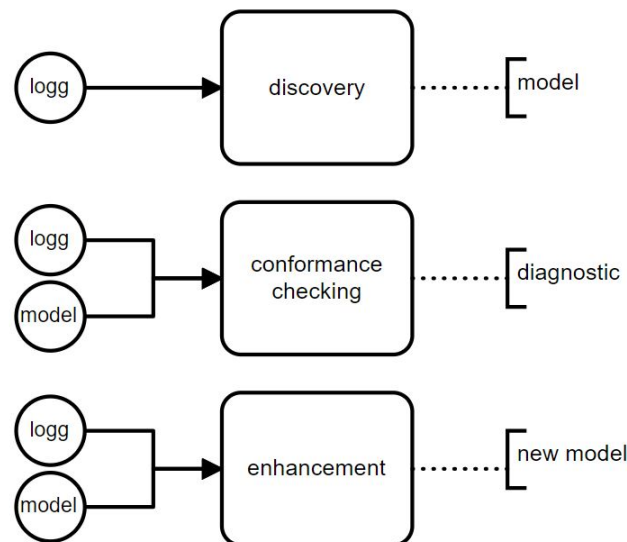 logg
discovery
model
logg
model
conformance
checking
diagnostic
logg
model
enhancement
new model